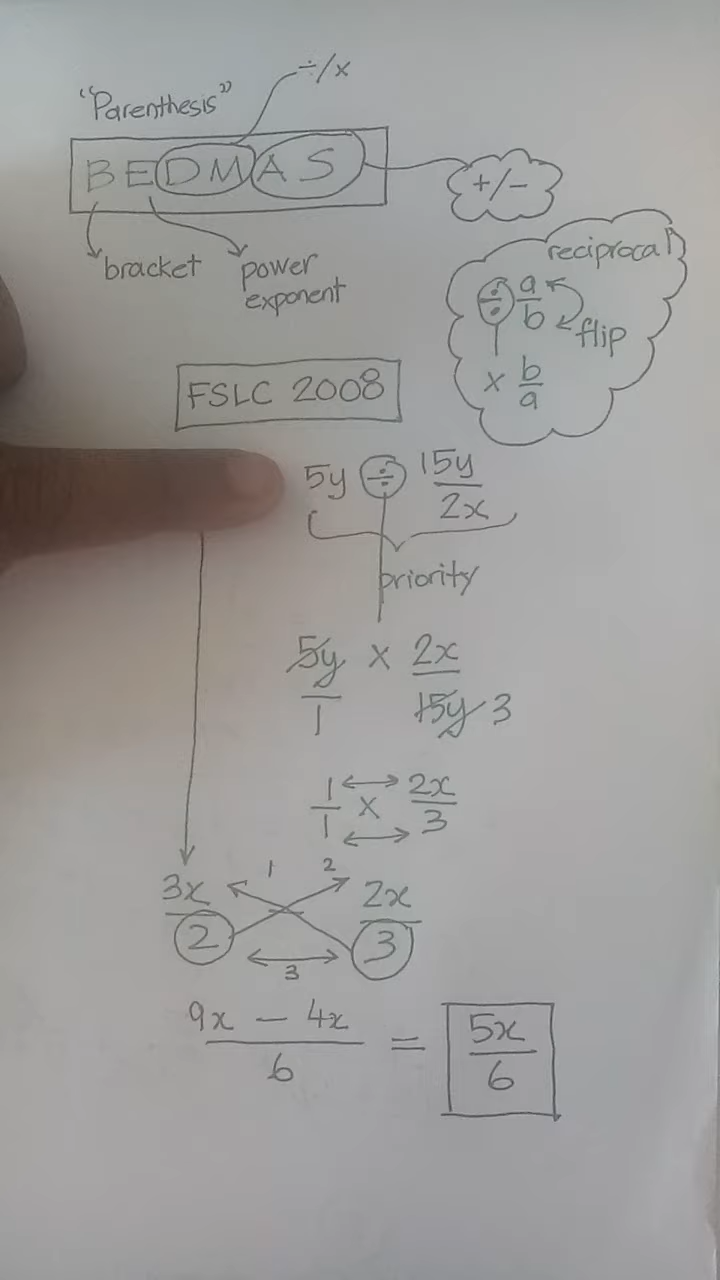 ÷/x
"Parenthesis"
BEDMAS
+/-
bracket
power
exponent
reciprocal
÷ a/b
flip
x b/a
FSLC 2008
5y ÷ 15y/2x
priority
5y/1 x 2x/15y 3
1/1 x 2x/3
1 2
3x/2 2x/3
3
9x - 4x/6 = 5x/6